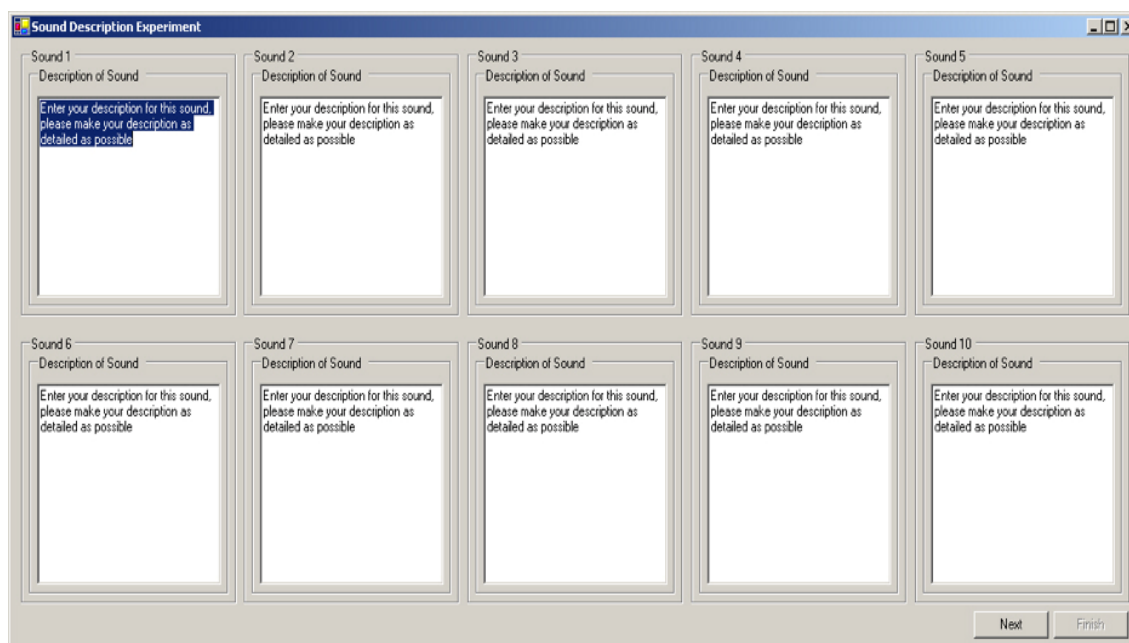 Sound Description Experiment
Sound 1
Description of Sound
Enter your description for this sound,
please make your description as
detailed as possible
Sound 2
Description of Sound
Enter your description for this sound,
please make your description as
detailed as possible
Sound 3
Description of Sound
Enter your description for this sound,
please make your description as
detailed as possible
Sound 4
Description of Sound
Enter your description for this sound,
please make your description as
detailed as possible
Sound 5
Description of Sound
Enter your description for this sound,
please make your description as
detailed as possible
Sound 6
Description of Sound
Enter your description for this sound,
please make your description as
detailed as possible
Sound 7
Description of Sound
Enter your description for this sound,
please make your description as
detailed as possible
Sound 8
Description of Sound
Enter your description for this sound,
please make your description as
detailed as possible
Sound 9
Description of Sound
Enter your description for this sound,
please make your description as
detailed as possible
Sound 10
Description of Sound
Enter your description for this sound,
please make your description as
detailed as possible
Next
Finish